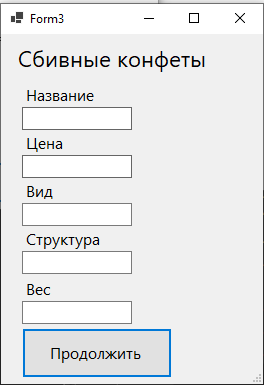 Form3
Сбивные конфеты
Название
Цена
Вид
Структура
Вес
Продолжить